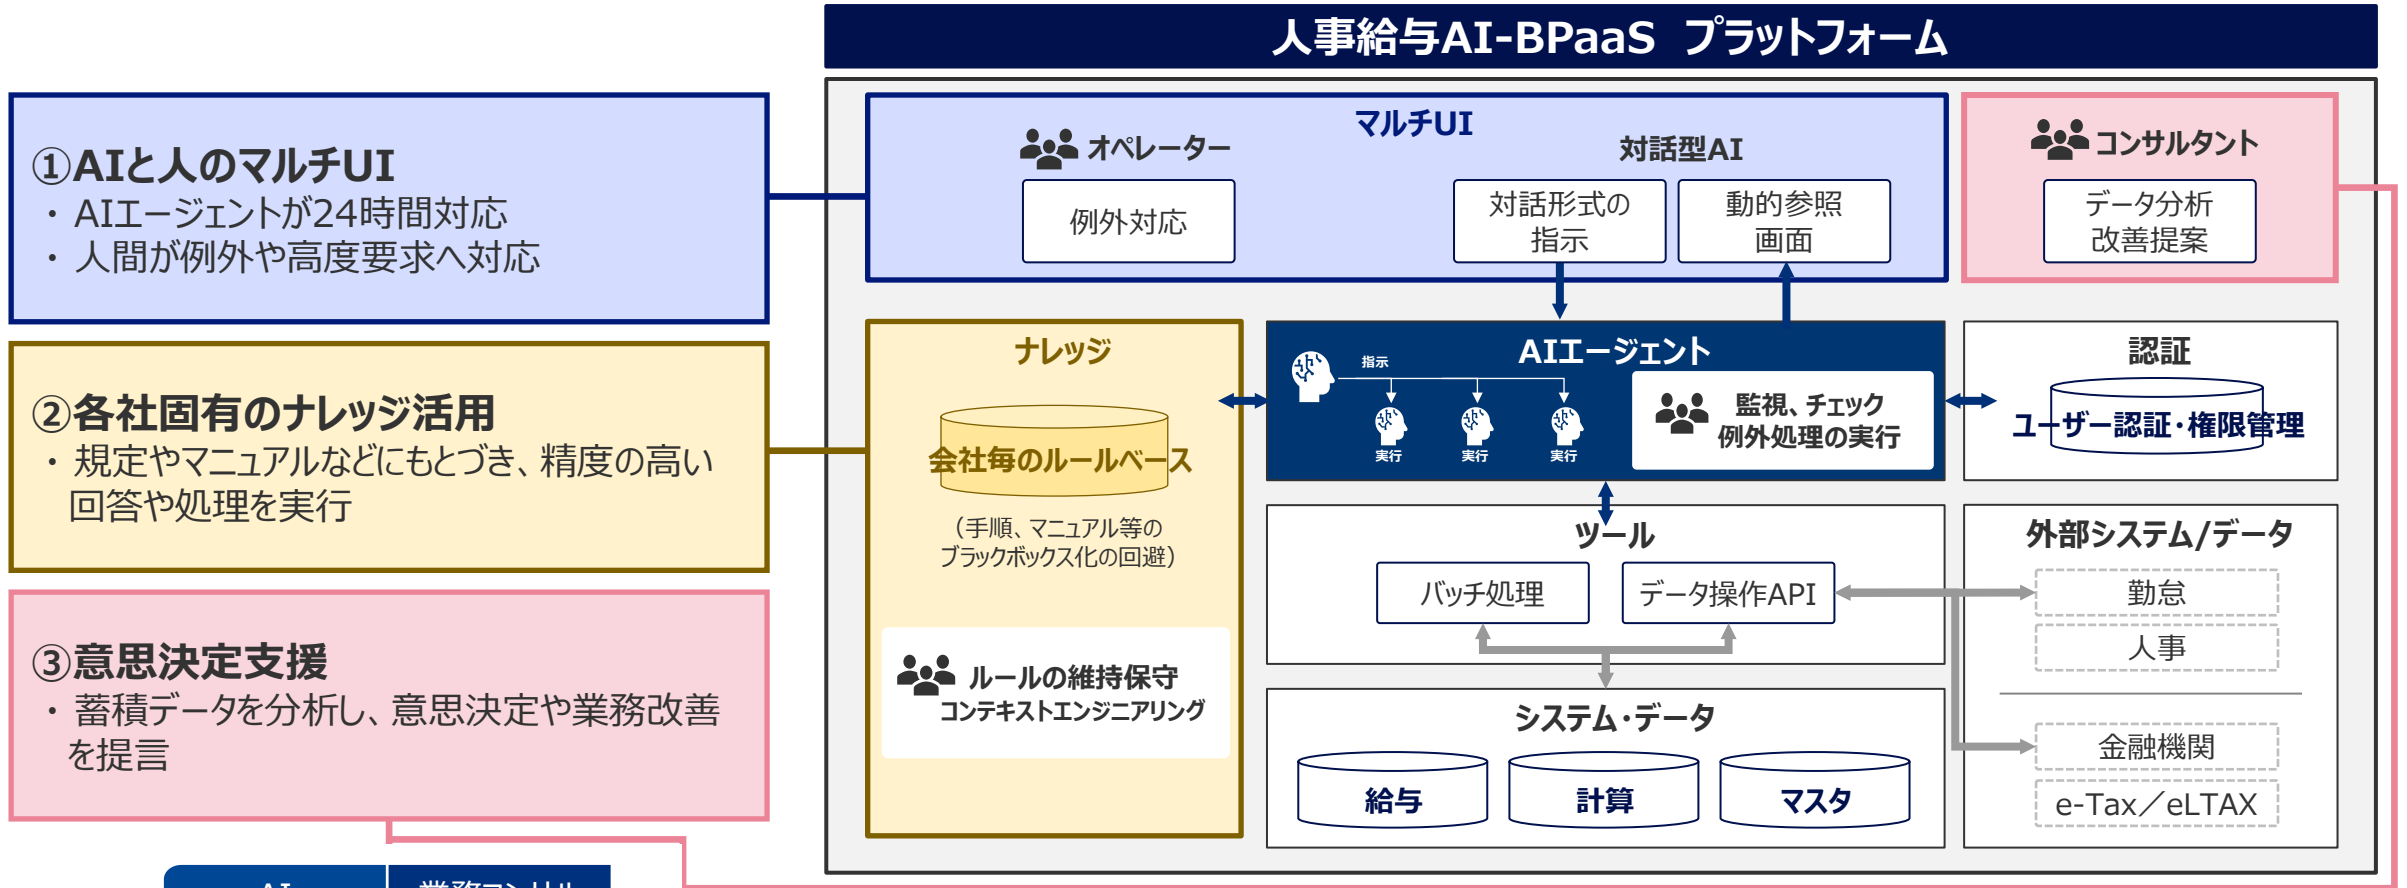 人事給与AI-BPaaS プラットフォーム
①AIと人のマルチUI
・ AIエージェントが24時間対応
・ 人間が例外や高度要求へ対応
②各社固有のナレッジ活用
・ 規定やマニュアルなどにもとづき、精度の高い
回答や処理を実行
③意思決定支援
・ 蓄積データを分析し、意思決定や業務改善
を提言
マルチUI
オペレーター
例外対応
対話型AI
対話形式の
指示
動的参照
画面
コンサルタント
データ分析
改善提案
ナレッジ
会社毎のルールベース
（手順、マニュアル等の
ブラックボックス化の回避）
ルールの維持保守
コンテキストエンジニアリング
AIエージェント
指示
実行
実行
実行
監視、チェック
例外処理の実行
認証
ユーザー認証・権限管理
ツール
バッチ処理
データ操作API
システム・データ
給与
計算
マスタ
外部システム/データ
勤怠
人事
金融機関
e-Tax／eLTAX